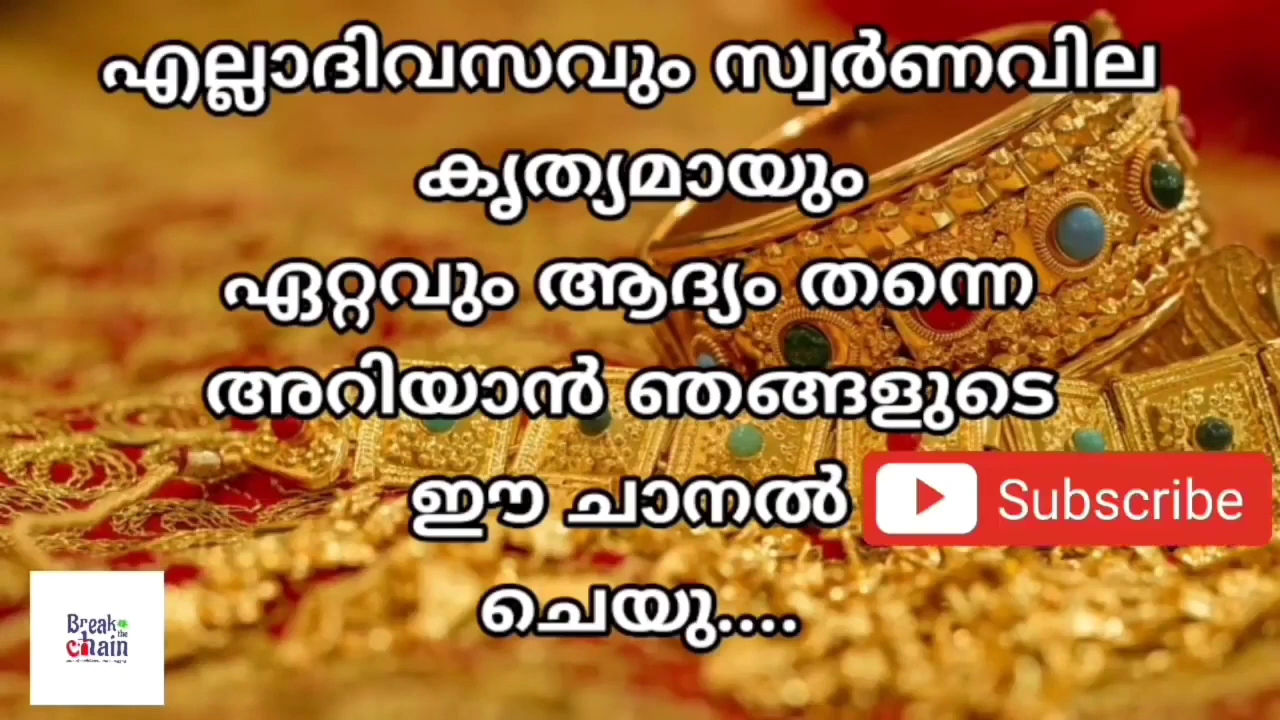 എല്ലാദിവസവും സ്വർണവില
കൃത്യമായും
ഏറ്റവും ആദ്യം തന്നെ
അറിയാൻ ഞങ്ങളുടെ
ഈ ചാനൽ Subscribe
ചെയു....
Break
the
chain